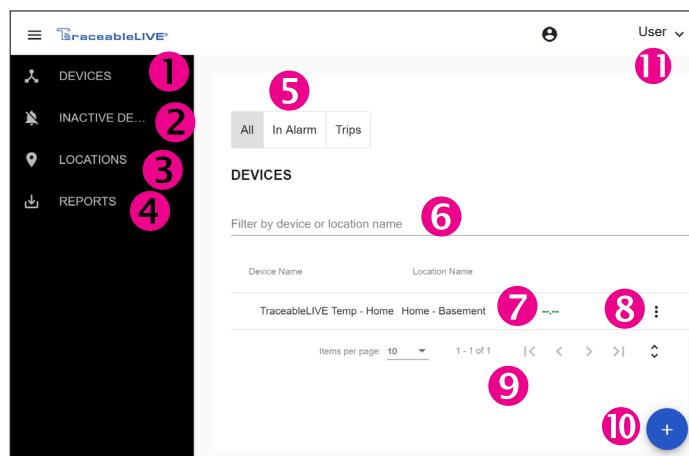 TraceableLIVE®
User
11
DEVICES
1
INACTIVE DE...
2
LOCATIONS
3
REPORTS
4
5
All In Alarm Trips
DEVICES
Filter by device or location name
6
Device Name Location Name
TraceableLIVE Temp - Home Home - Basement 7 --.-- 8
Items per page: 10 1 - 1 of 1
9
10 +